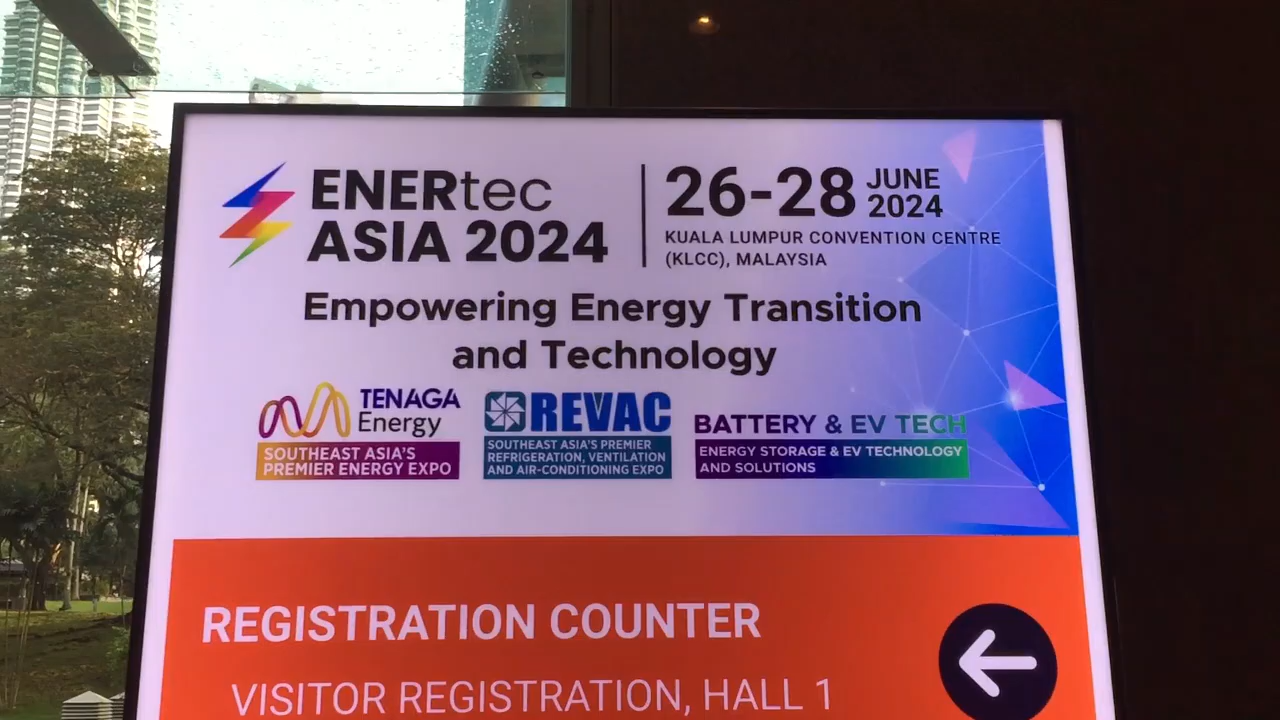 ENERtec
ASIA 2024
26-28 JUNE 2024
KUALA LUMPUR CONVENTION CENTRE
(KLCC), MALAYSIA
Empowering Energy Transition
and Technology
TENAGA
Energy
SOUTHEAST ASIA'S
PREMIER ENERGY EXPO
REVAC
SOUTHEAST ASIA'S PREMIER
REFRIGERATION, VENTILATION
AND AIR-CONDITIONING EXPO
BATTERY & EV TECH
ENERGY STORAGE & EV TECHNOLOGY
AND SOLUTIONS
REGISTRATION COUNTER
VISITOR REGISTRATION, HALL 1